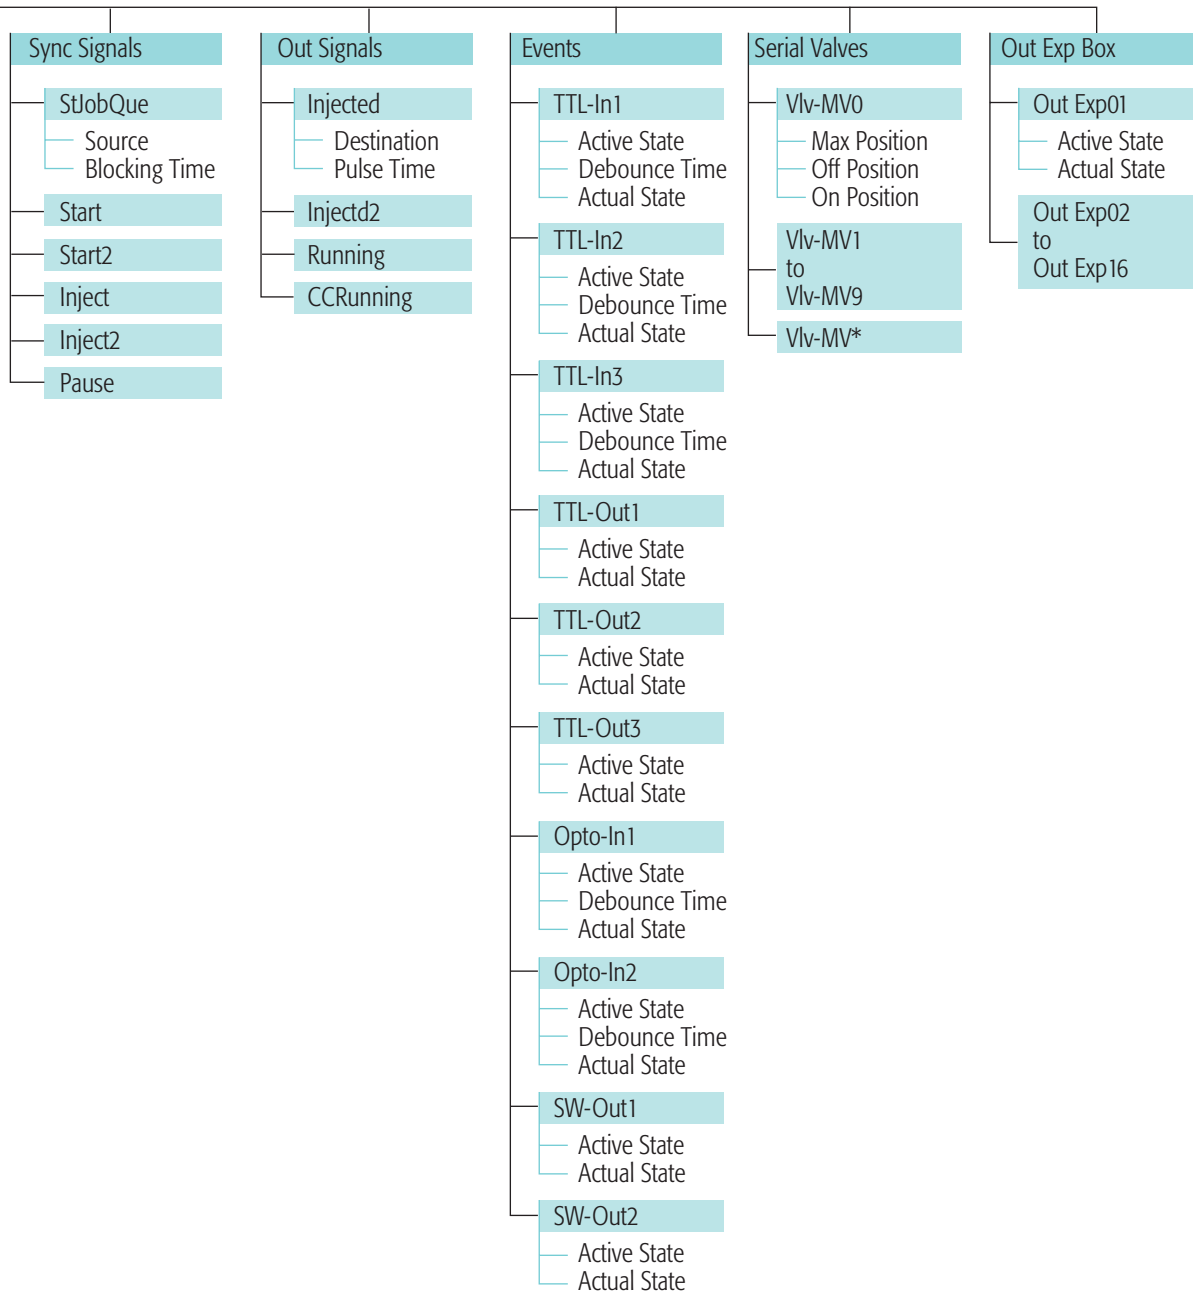 Sync Signals
StJobQue
Source
Blocking Time
Start
Start2
Inject
Inject2
Pause
Out Signals
Injected
Destination
Pulse Time
Injectd2
Running
CCRunning
Events
TTL-In1
Active State
Debounce Time
Actual State
TTL-In2
Active State
Debounce Time
Actual State
TTL-In3
Active State
Debounce Time
Actual State
TTL-Out1
Active State
Actual State
TTL-Out2
Active State
Actual State
TTL-Out3
Active State
Actual State
Opto-In1
Active State
Debounce Time
Actual State
Opto-In2
Active State
Debounce Time
Actual State
SW-Out1
Active State
Actual State
SW-Out2
Active State
Actual State
Serial Valves
Vlv-MV0
Max Position
Off Position
On Position
Vlv-MV1
to
Vlv-MV9
Vlv-MV*
Out Exp Box
Out Exp01
Active State
Actual State
Out Exp02
to
Out Exp16